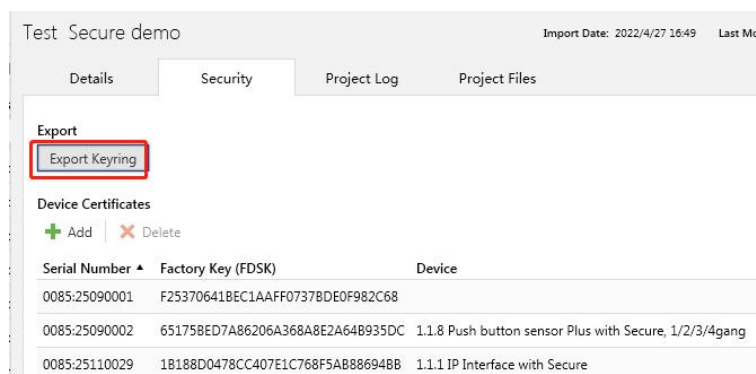 Test Secure demo
Import Date: 2022/4/27 16:49 Last Mo
Details Security Project Log Project Files
Export
Export Keyring
Device Certificates
Add Delete
Serial Number Factory Key (FDSK) Device
0085:25090001 F25370641BEC1AAFF0737BDE0F982C68
0085:25090002 65175BED7A86206A368A8E2A64B935DC 1.1.8 Push button sensor Plus with Secure, 1/2/3/4gang
0085:25110029 1B188D0478CC407E1C768F5AB88694BB 1.1.1 IP Interface with Secure